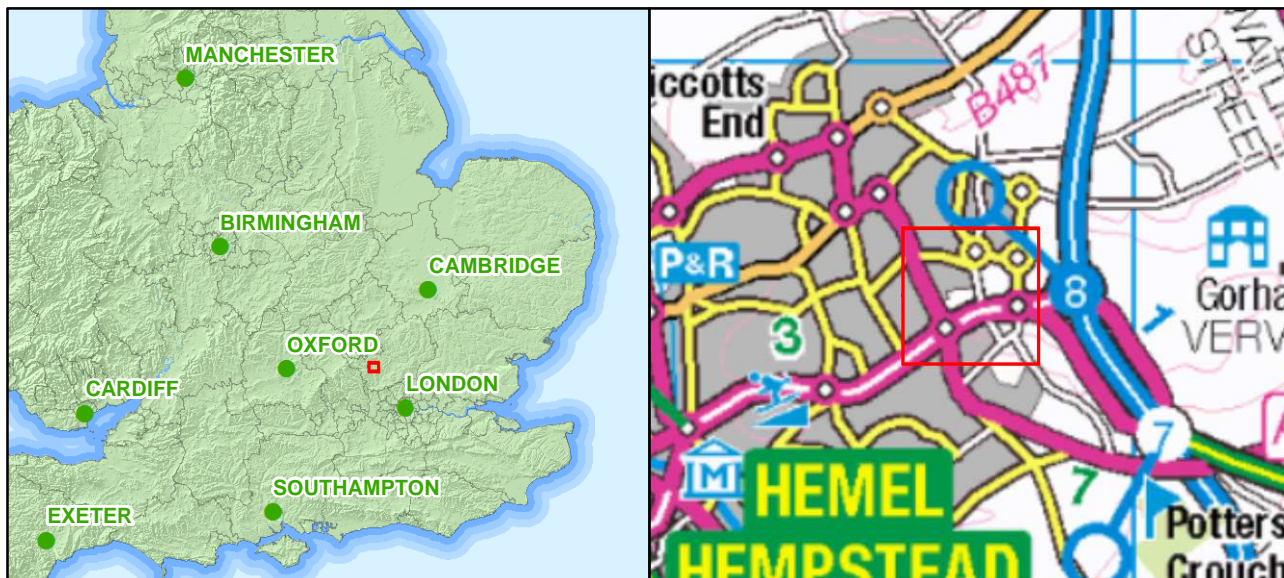 MANCHESTER
BIRMINGHAM
CAMBRIDGE
OXFORD
CARDIFF
LONDON
SOUTHAMPTON
EXETER
iccotts
End
B487
STREE
P&R
8
1
Gorha
VERV
3
M
7
7
A
HEMEL
HEMPSTEAD
Potters
Crouch